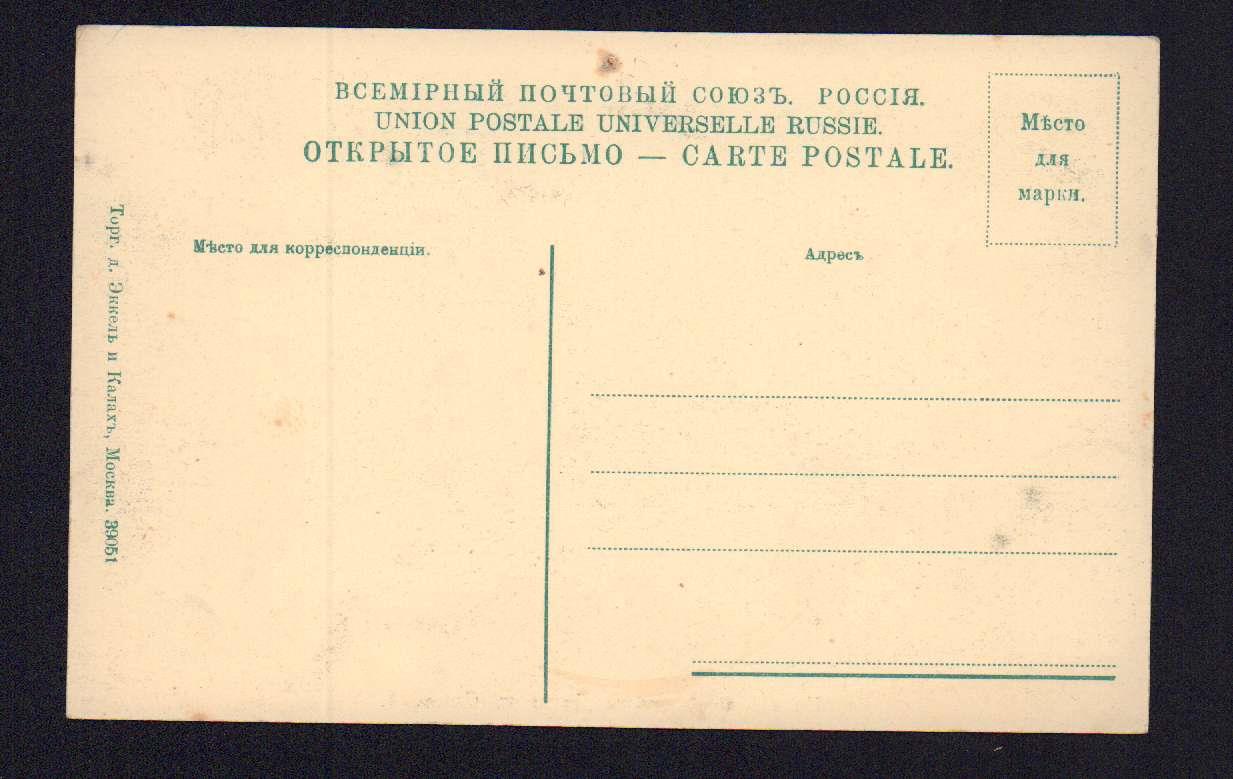 ВСЕМІРНЫЙ ПОЧТОВЫЙ СОЮЗЪ. РОССІЯ.
UNION POSTALE UNIVERSELLE RUSSIE.
ОТКРЫТОЕ ПИСЬМО — CARTE POSTALE.
Мѣсто
для
марки.
Мѣсто для корреспонденціи.
Адресъ
Торг. д. Эккель и Калахъ, Москва. 39051